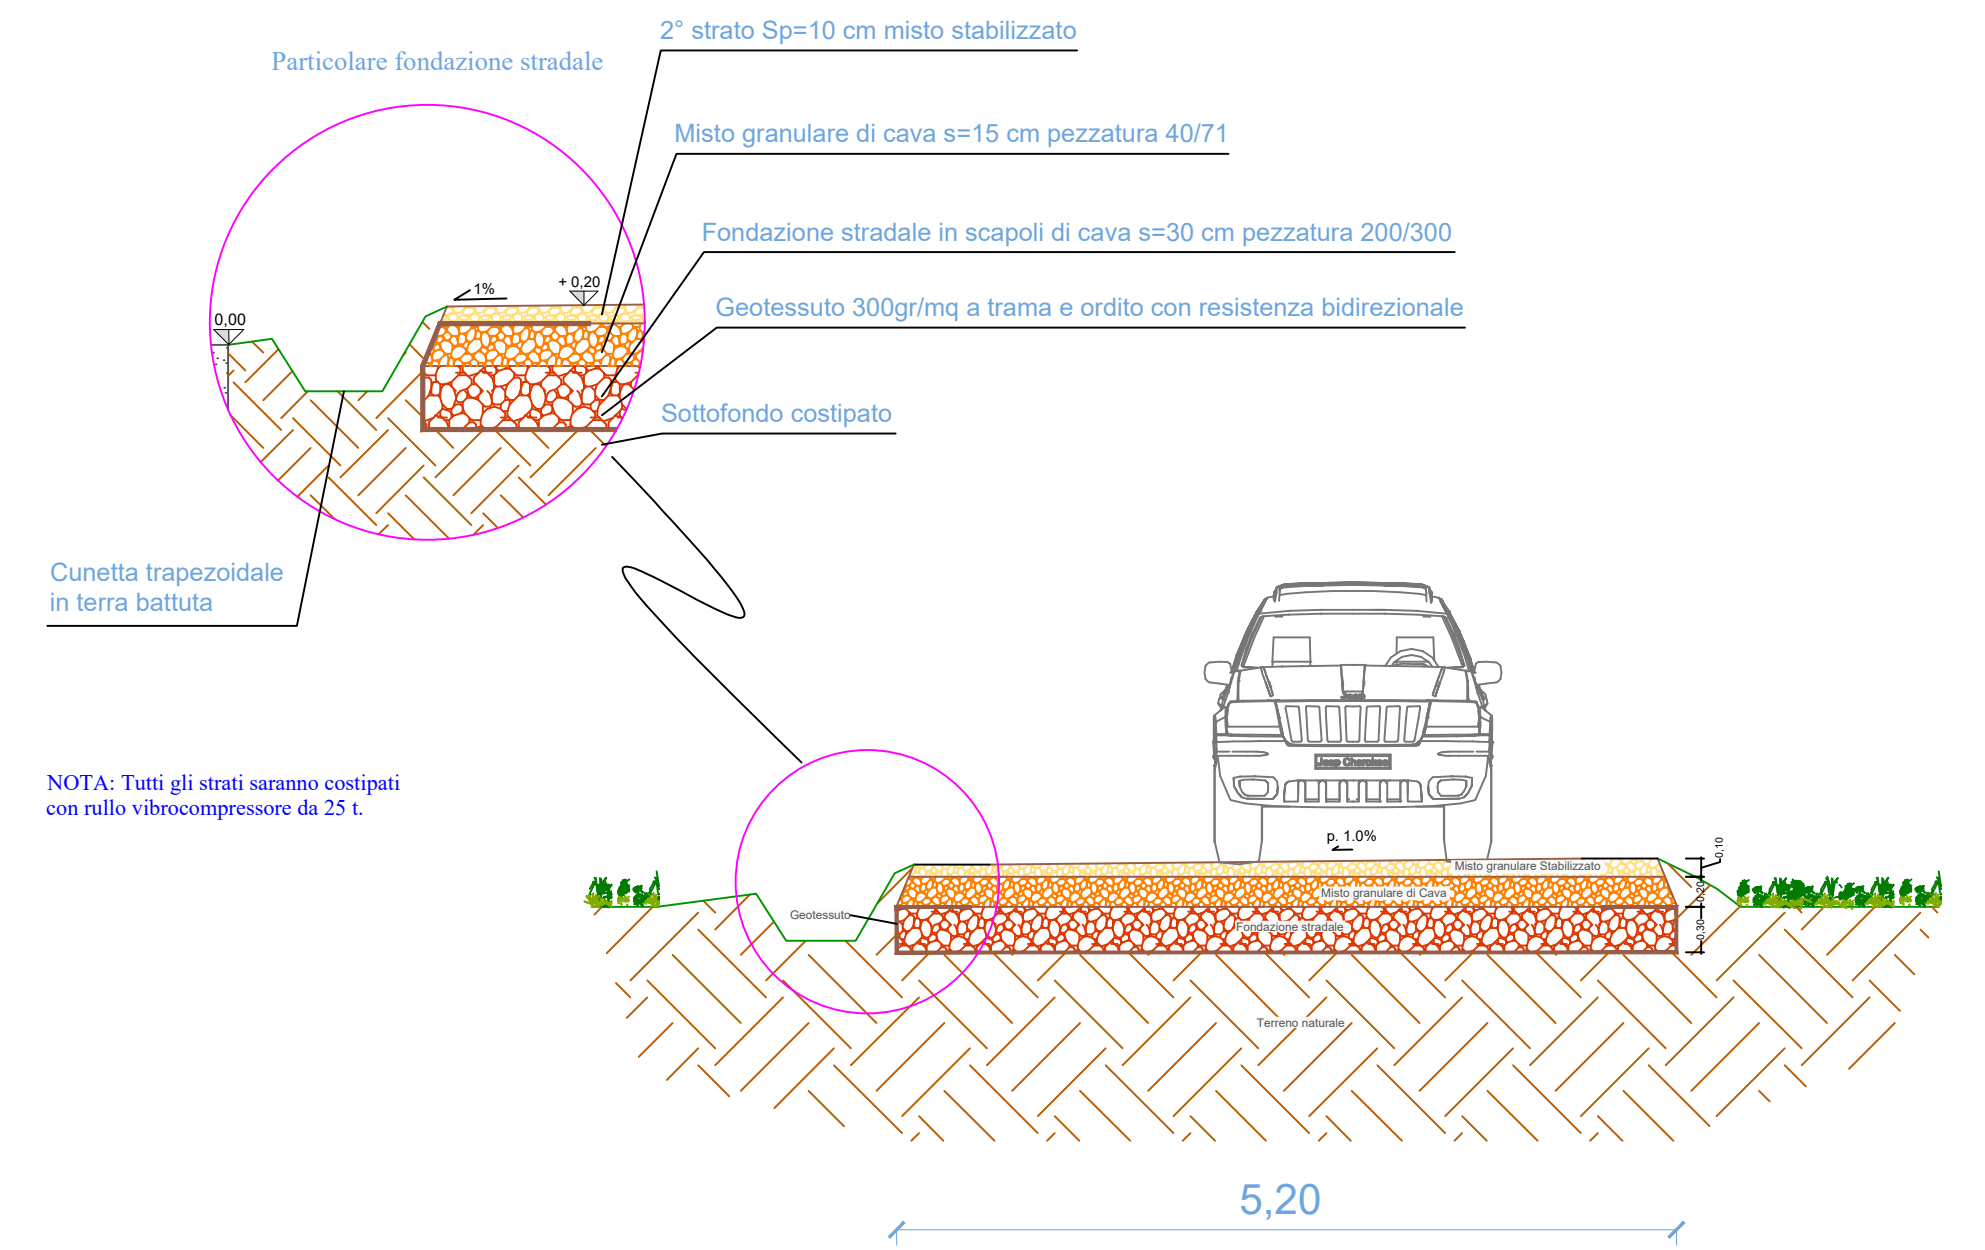 2° strato Sp=10 cm misto stabilizzato
Particolare fondazione stradale
Misto granulare di cava s=15 cm pezzatura 40/71
Fondazione stradale in scapoli di cava s=30 cm pezzatura 200/300
1%
+ 0,20
Geotessuto 300gr/mq a trama e ordito con resistenza bidirezionale
0,00
Sottofondo costipato
Cunetta trapezoidale
in terra battuta
Jeep
Jeep Cherokee
NOTA: Tutti gli strati saranno costipati
con rullo vibrocompressore da 25 t.
p. 1.0%
0,10
Misto granulare Stabilizzato
Misto granulare di Cava
0,20
Geotessuto
Fondazione stradale
0,30
Terreno naturale
5,20